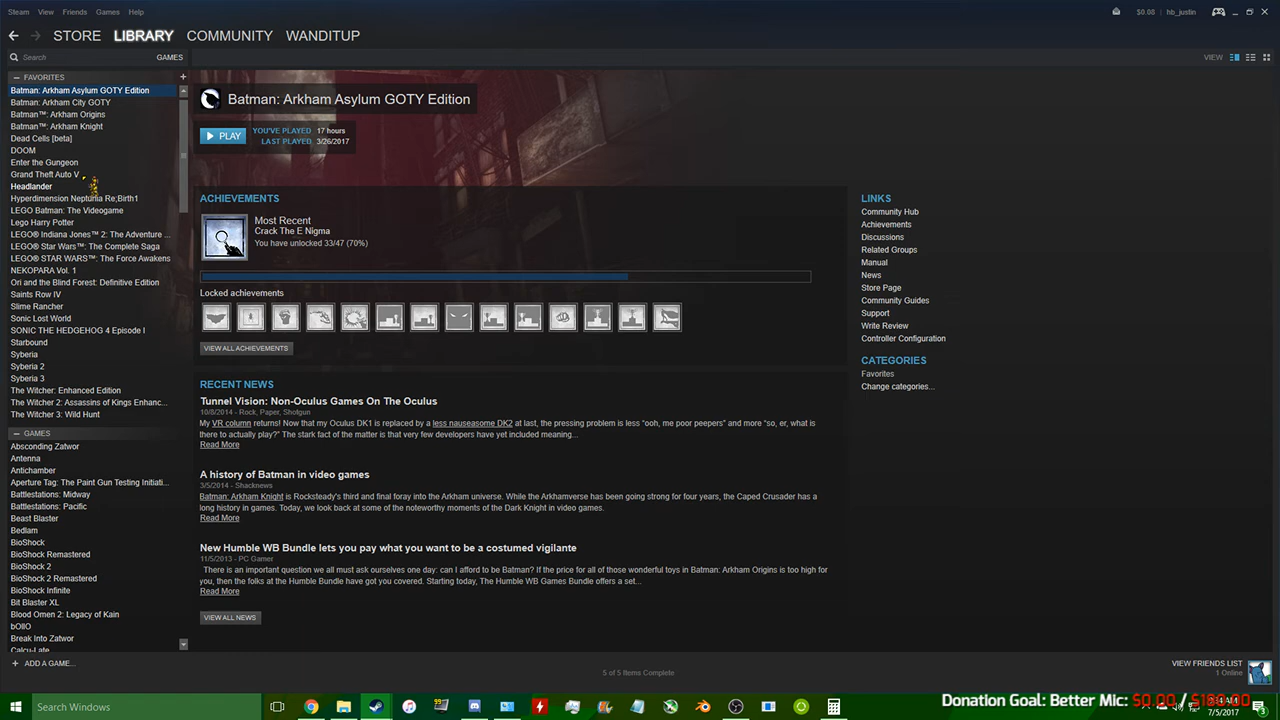 Steam View Friends Games Help
$0.08 hb_justin
STORE LIBRARY COMMUNITY WANDITUP
Search GAMES VIEW
FAVORITES
Batman: Arkham Asylum GOTY Edition
Batman: Arkham City GOTY
Batman™: Arkham Origins
Batman™: Arkham Knight
Dead Cells [beta]
DOOM
Enter the Gungeon
Grand Theft Auto V
Headlander
Hyperdimension Neptunia Re;Birth1
LEGO Batman: The Videogame
Lego Harry Potter
LEGO® Indiana Jones™ 2: The Adventure ...
LEGO® Star Wars™: The Complete Saga
LEGO® STAR WARS™: The Force Awakens
NEKOPARA Vol. 1
Ori and the Blind Forest: Definitive Edition
Saints Row IV
Slime Rancher
Sonic Lost World
SONIC THE HEDGEHOG 4 Episode I
Starbound
Syberia
Syberia 2
Syberia 3
The Witcher: Enhanced Edition
The Witcher 2: Assassins of Kings Enhanc...
The Witcher 3: Wild Hunt
GAMES
Absconding Zatwor
Antenna
Antichamber
Aperture Tag: The Paint Gun Testing Initiati...
Battlestations: Midway
Battlestations: Pacific
Beast Blaster
Bedlam
BioShock
BioShock Remastered
BioShock 2
BioShock 2 Remastered
BioShock Infinite
Bit Blaster XL
Blood Omen 2: Legacy of Kain
bOllO
Break Into Zatwor
Calcu-Late
ADD A GAME...
Batman: Arkham Asylum GOTY Edition
PLAY
YOU'VE PLAYED 17 hours
LAST PLAYED 3/26/2017
ACHIEVEMENTS
Most Recent
Crack The E Nigma
You have unlocked 33/47 (70%)
Locked achievements
VIEW ALL ACHIEVEMENTS
RECENT NEWS
Tunnel Vision: Non-Oculus Games On The Oculus
10/8/2014 - Rock, Paper, Shotgun
My VR column returns! Now that my Oculus DK1 is replaced by a less nauseasome DK2 at last, the pressing problem is less “ooh, me poor peepers” and more “so, er, what is
there to actually play?” The stark fact of the matter is that very few developers have yet included meaning...
Read More
A history of Batman in video games
3/5/2014 - Shacknews
Batman: Arkham Knight is Rocksteady's third and final foray into the Arkham universe. While the Arkhamverse has been going strong for four years, the Caped Crusader has a
long history in games. Today, we look back at some of the noteworthy moments of the Dark Knight in video games.
Read More
New Humble WB Bundle lets you pay what you want to be a costumed vigilante
11/5/2013 - PC Gamer
There is an important question we all must ask ourselves one day: can I afford to be Batman? If the price for all of those wonderful toys in Batman: Arkham Origins is too high for
you, then the folks at the Humble Bundle have got you covered. Starting today, The Humble WB Games Bundle offers a set...
Read More
VIEW ALL NEWS
LINKS
Community Hub
Achievements
Discussions
Related Groups
Manual
News
Store Page
Community Guides
Support
Write Review
Controller Configuration
CATEGORIES
Favorites
Change categories...
5 of 5 Items Complete
VIEW FRIENDS LIST
1 Online
Search Windows
Donation Goal: Better Mic: $0.00 / $180.00
7/5/2017